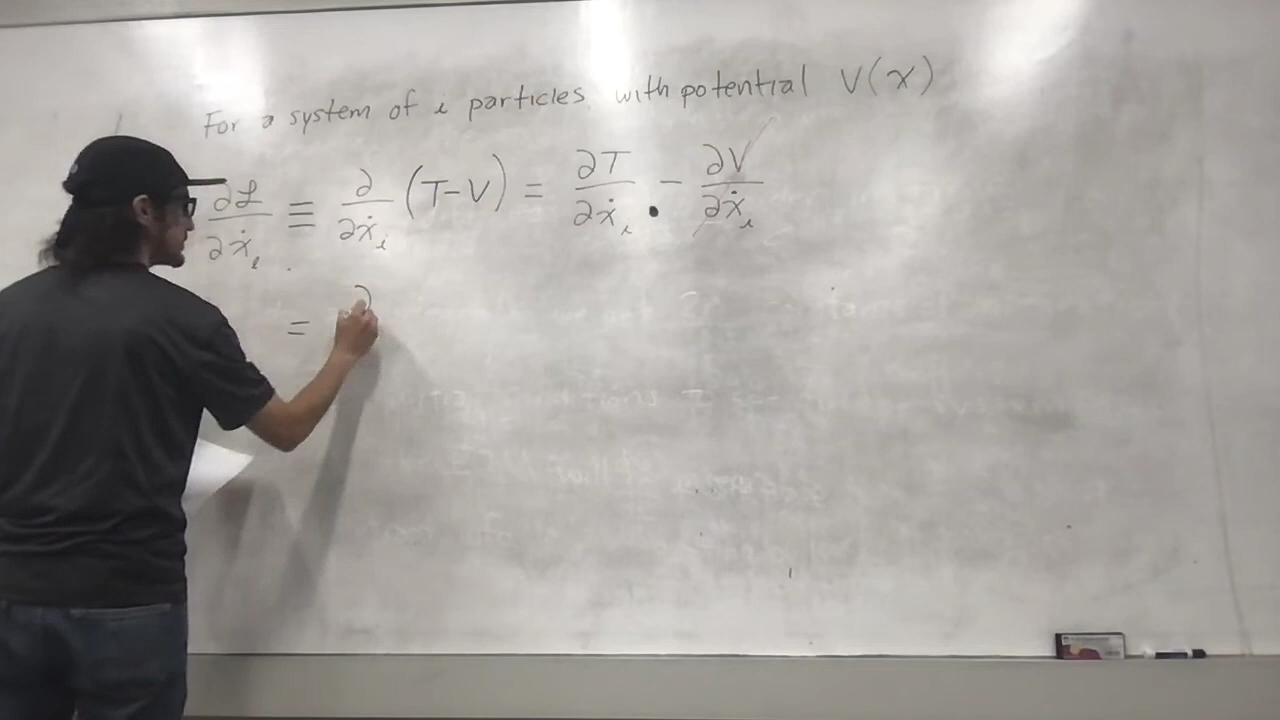 For a system of i particles with potential V(x)
∂ℒ/∂ẋᵢ ≡ ∂/∂ẋᵢ (T-V) = ∂T/∂ẋᵢ - ∂V/∂ẋᵢ
= ∂